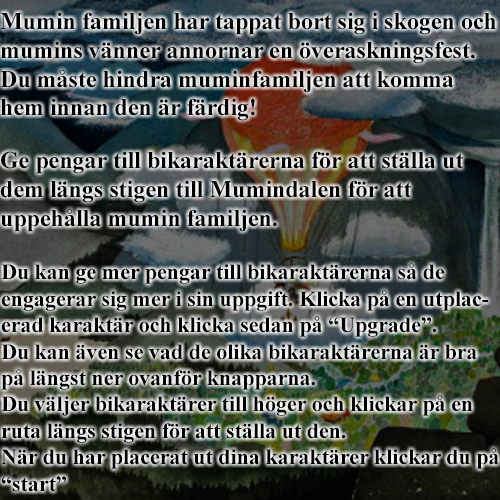 Mumin familjen har tappat bort sig i skogen och
mumins vänner annornar en överaskningsfest.
Du måste hindra muminfamiljen att komma
hem innan den är färdig!
Ge pengar till bikaraktärerna för att ställa ut
dem längs stigen till Mumindalen för att
uppehålla mumin familjen.
Du kan ge mer pengar till bikaraktärerna så de
engagerar sig mer i sin uppgift. Klicka på en utplac-
erad karaktär och klicka sedan på “Upgrade”.
Du kan även se vad de olika bikaraktärerna är bra
på längst ner ovanför knapparna.
Du väljer bikaraktärer till höger och klickar på en
ruta längs stigen för att ställa ut den.
När du har placerat ut dina karaktärer klickar du på
“start”